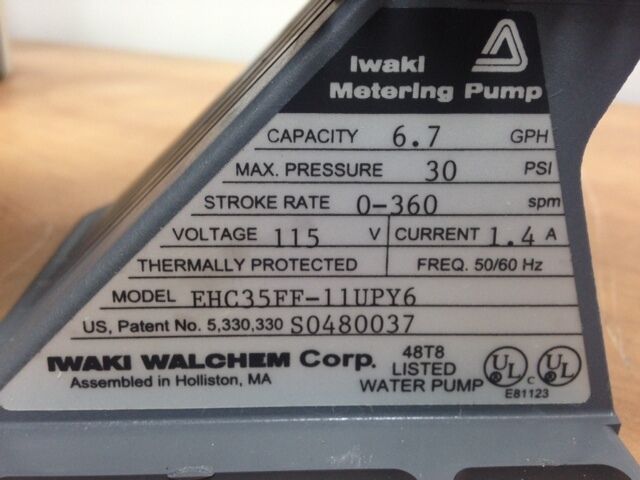 Iwaki
Metering Pump
CAPACITY 6.7 GPH
MAX. PRESSURE 30 PSI
STROKE RATE 0-360 spm
VOLTAGE 115 V CURRENT 1.4 A
THERMALLY PROTECTED FREQ. 50/60 Hz
MODEL EHC35FF-11UPY6
US, Patent No. 5,330,330 S0480037
IWAKI WALCHEM Corp.
Assembled in Holliston, MA
48T8
LISTED
WATER PUMP
UL ® C UL ®
E81123